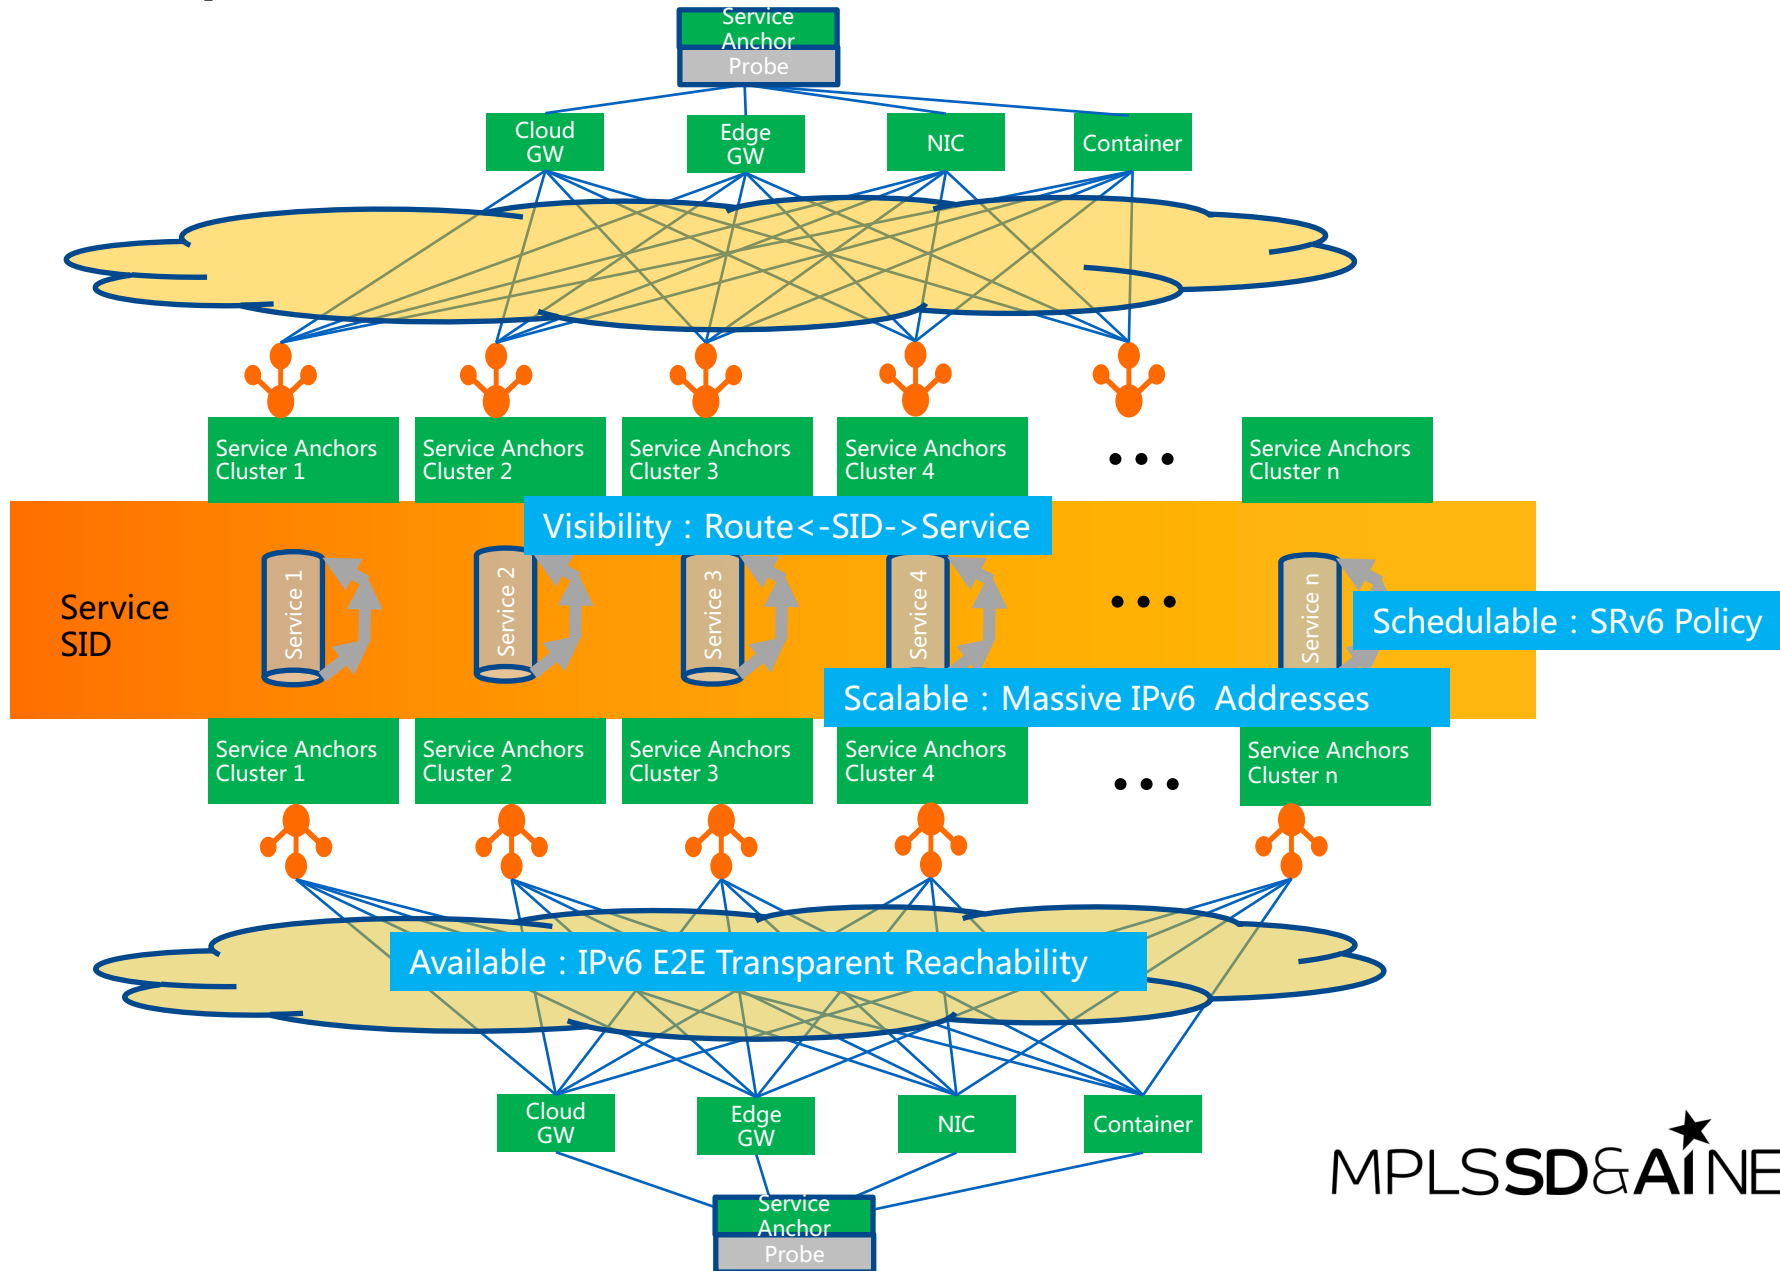 Service
Anchor
Probe
Cloud
GW
Edge
GW
NIC
Container
Service Anchors
Cluster 1
Service Anchors
Cluster 2
Service Anchors
Cluster 3
Service Anchors
Cluster 4
...
Service Anchors
Cluster n
Visibility：Route<-SID->Service
Service
SID
Service 1
Service 2
Service 3
Service 4
...
Service n
Schedulable：SRv6 Policy
Scalable：Massive IPv6 Addresses
Service Anchors
Cluster 1
Service Anchors
Cluster 2
Service Anchors
Cluster 3
Service Anchors
Cluster 4
...
Service Anchors
Cluster n
Available：IPv6 E2E Transparent Reachability
Cloud
GW
Edge
GW
NIC
Container
Service
Anchor
Probe
MPLSSD&AINE